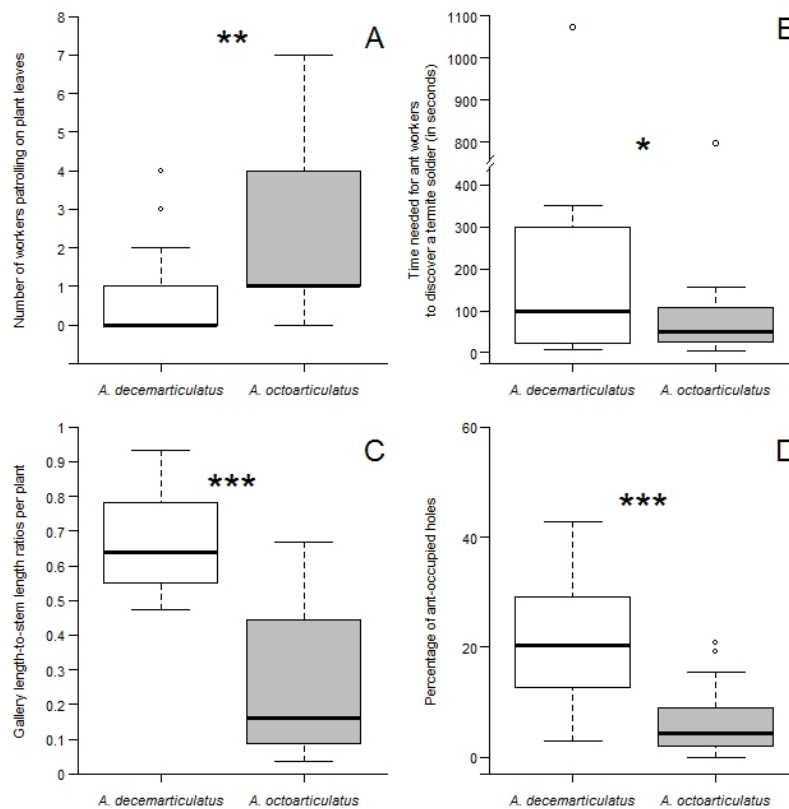 Number of workers patrolling on plant leaves
8
7
6
5
4
3
2
1
0
**
A
A. decemarticulatus
A. octoarticulatus
Time needed for ant workers
to discover a termite soldier (in seconds)
1100
1000
900
800
400
300
200
100
0
*
A. decemarticulatus
A. octoarticulatus
Gallery length-to-stem length ratios per plant
1
0.9
0.8
0.7
0.6
0.5
0.4
0.3
0.2
0.1
0
***
C
A. decemarticulatus
A. octoarticulatus
Percentage of ant-occupied holes
60
40
20
0
***
D
A. decemarticulatus
A. octoarticulatus